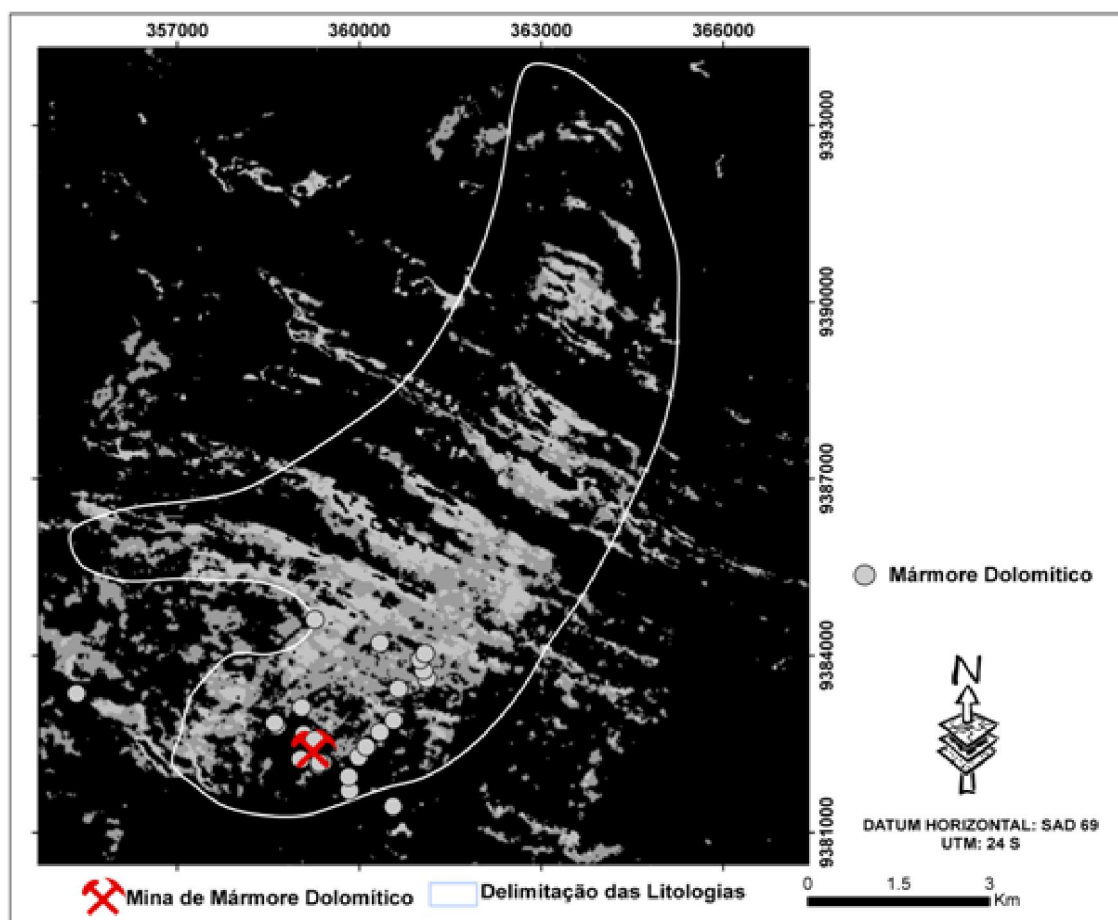 357000 360000 363000 366000
9393000
9390000
9387000
Mármore Dolomítico
9384000
N
9381000
DATUM HORIZONTAL: SAD 69
UTM: 24 S
Mina de Mármore Dolomítico
Delimitação das Litologias
0 1.5 3
Km